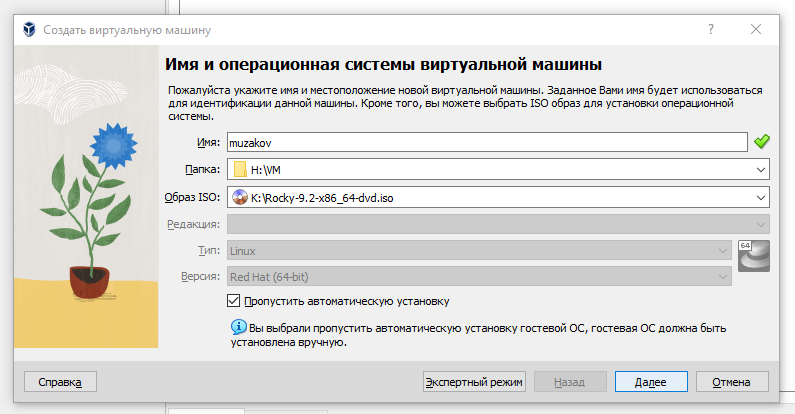 Создать виртуальную машину
Имя и операционная системы виртуальной машины
Пожалуйста укажите имя и местоположение новой виртуальной машины. Заданное Вами имя будет использоваться
для идентификации данной машины. Кроме того, вы можете выбрать ISO образ для установки операционной
системы.
Имя: muzakov
Папка: H:\VM
Образ ISO: K:\Rocky-9.2-x86_64-dvd.iso
Редакция:
Тип: Linux
64
Версия: Red Hat (64-bit)
Пропустить автоматическую установку
Вы выбрали пропустить автоматическую установку гостевой ОС, гостевая ОС должна быть
установлена вручную.
Справка Экспертный режим Назад Далее Отмена